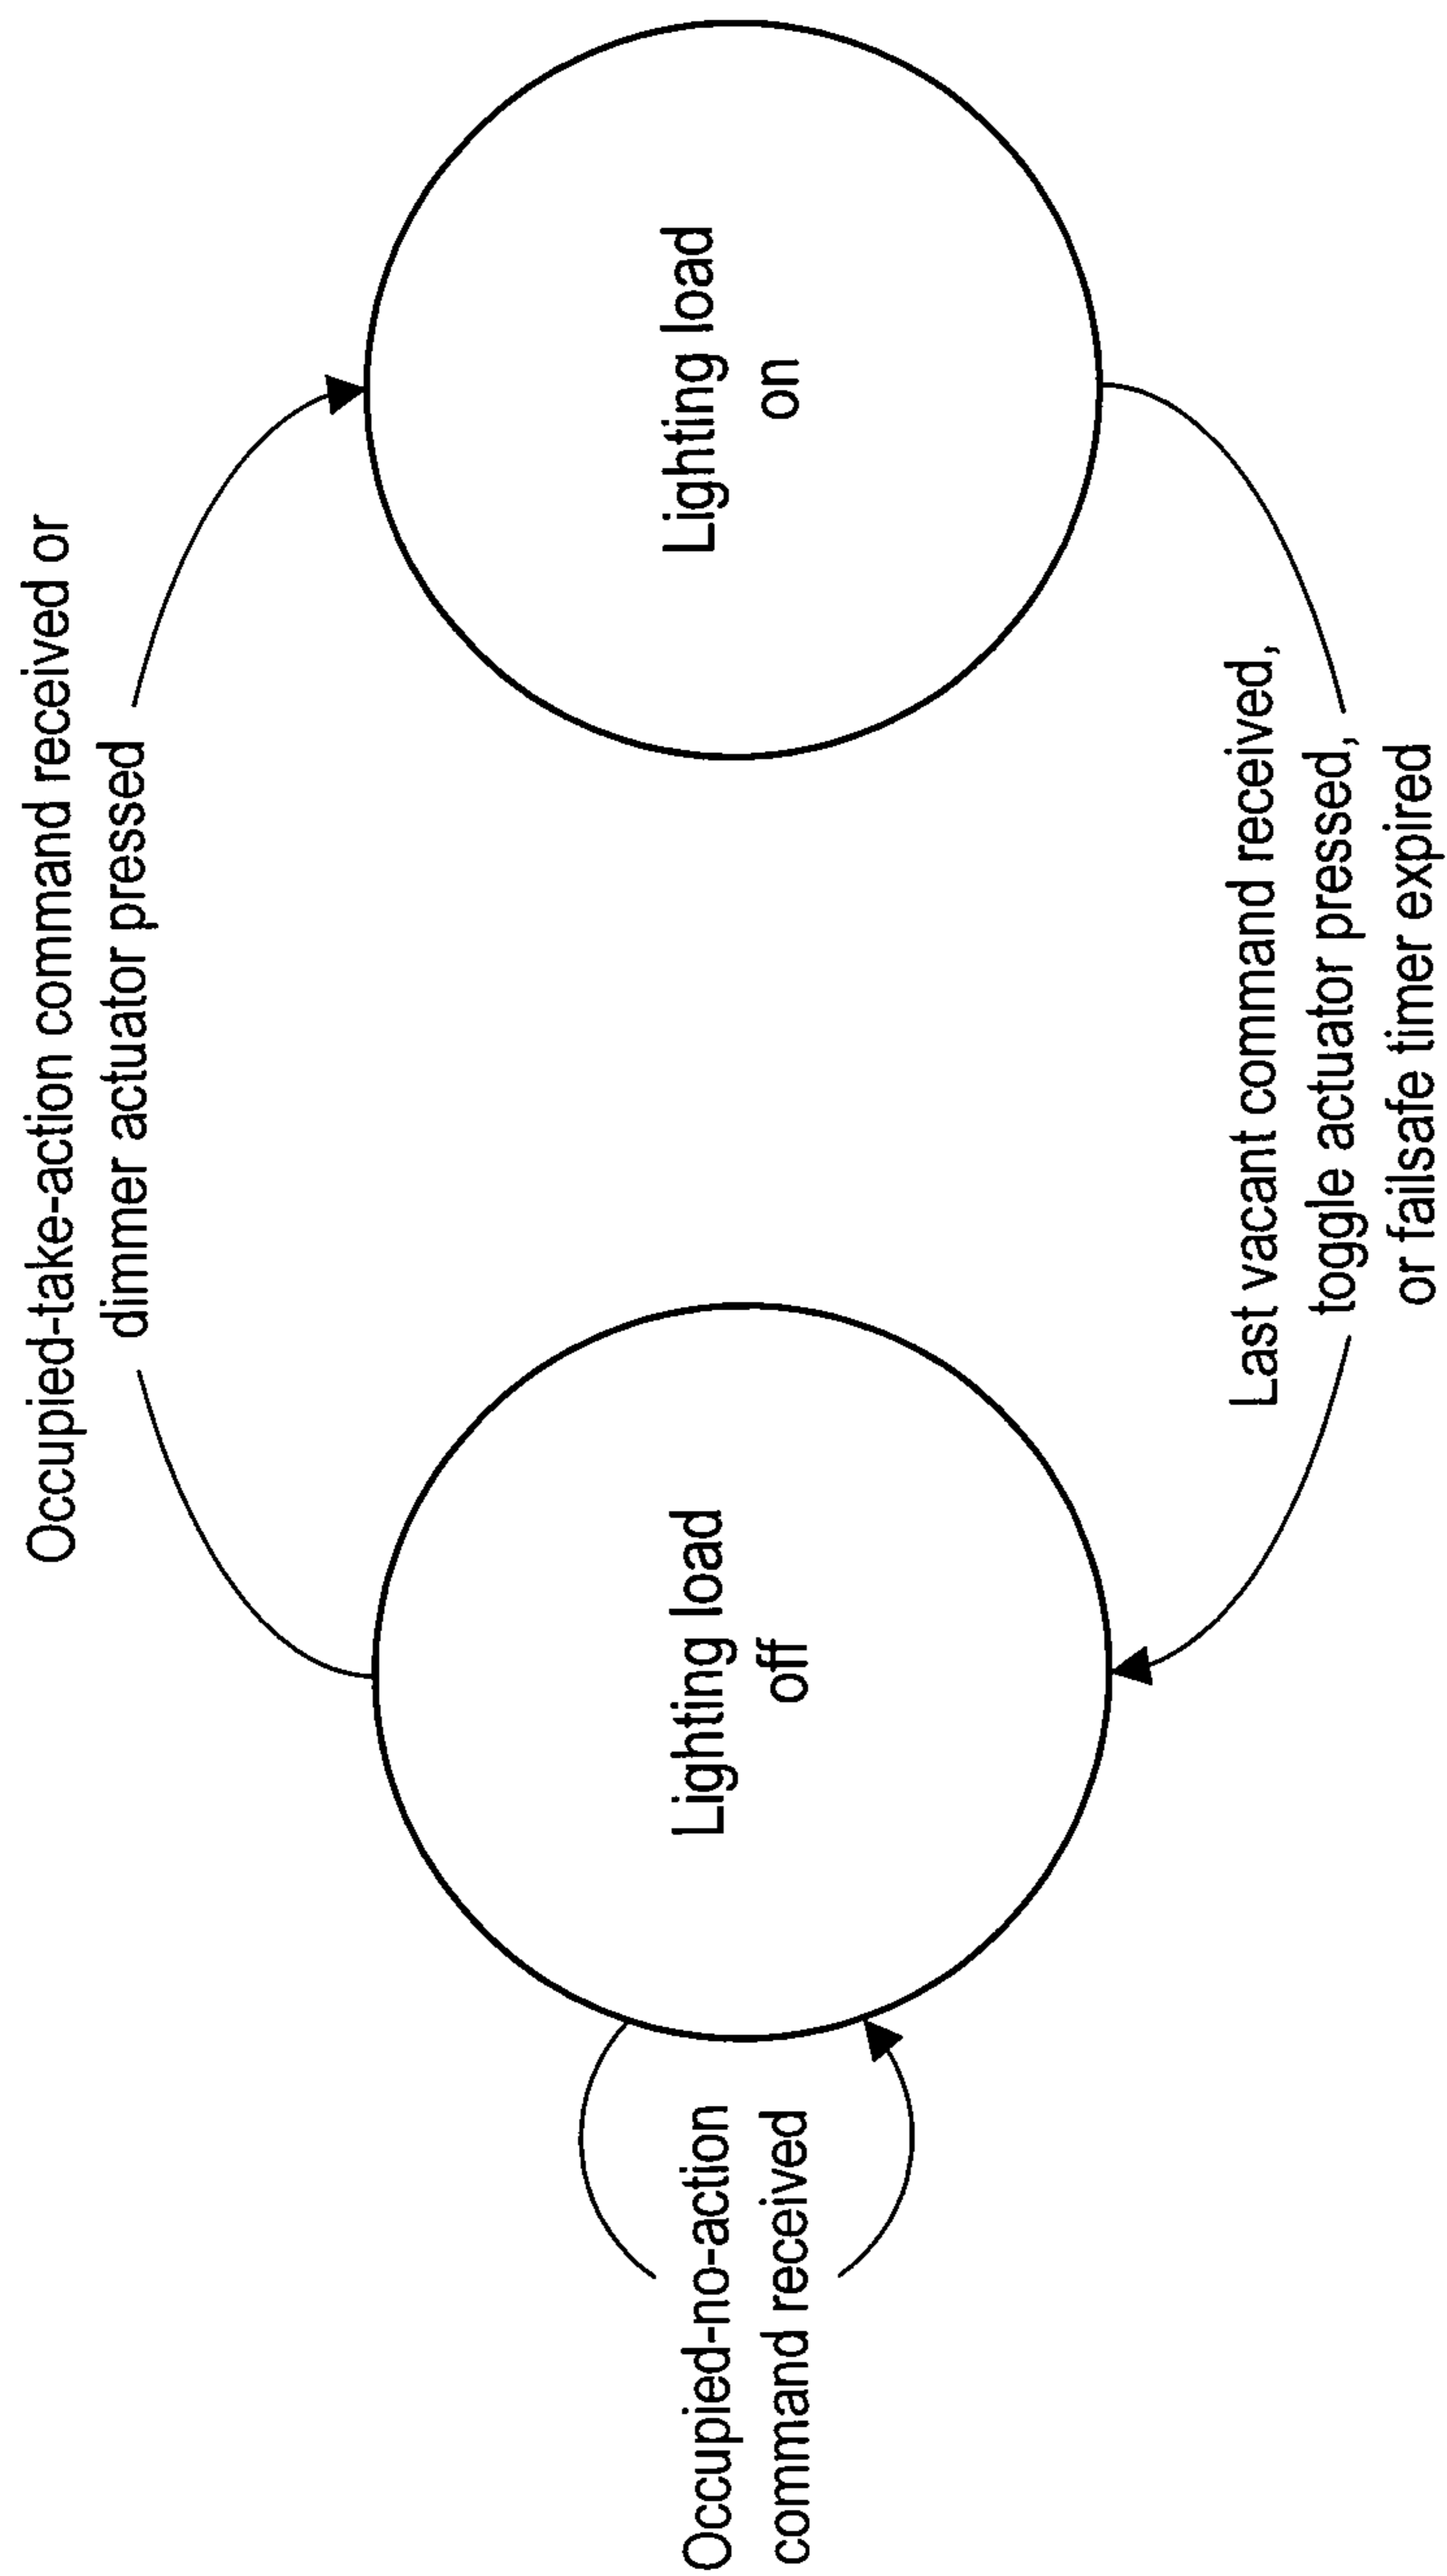 Occupied-take-action command received or
dimmer actuator pressed
Occupied-no-action
command received
Lighting load
off
Lighting load
on
Last vacant command received,
toggle actuator pressed,
or failsafe timer expired